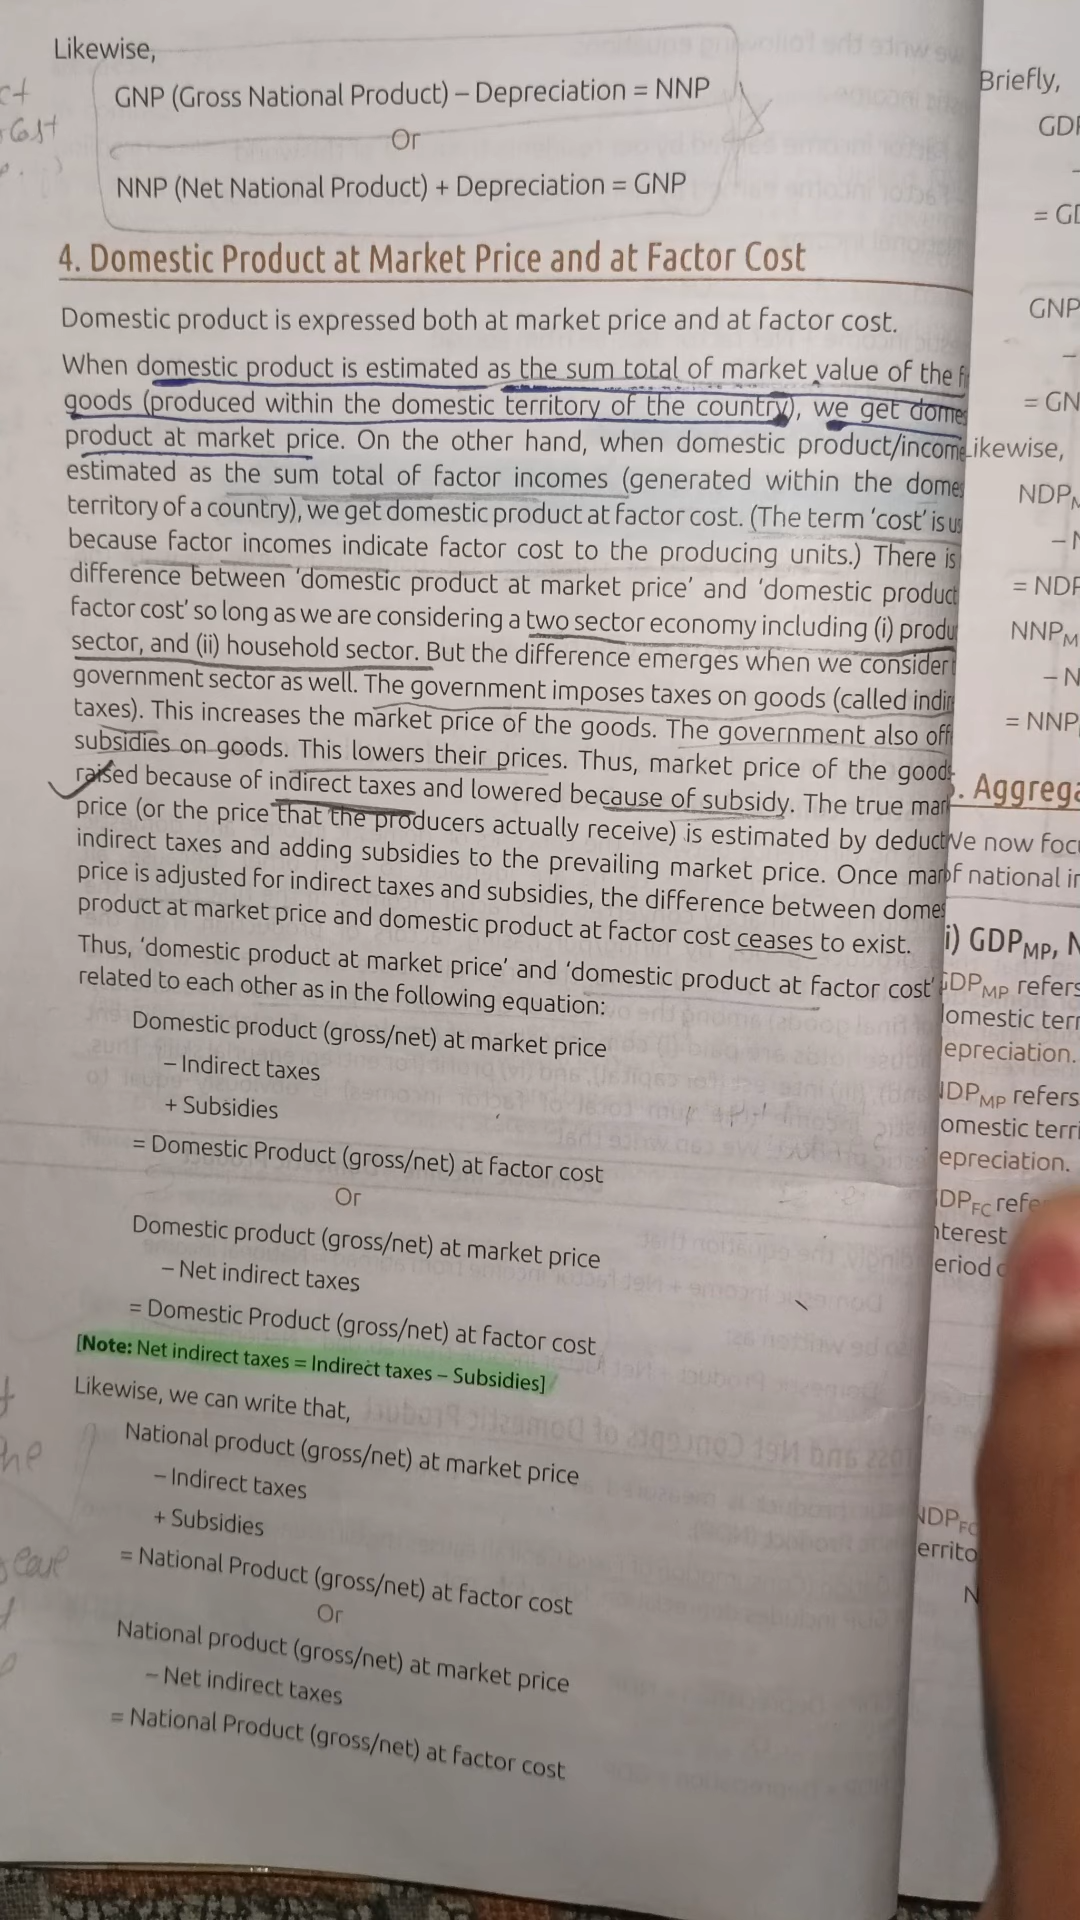 Likewise,
GNP (Gross National Product) – Depreciation = NNP
Or
NNP (Net National Product) + Depreciation = GNP
4. Domestic Product at Market Price and at Factor Cost
Domestic product is expressed both at market price and at factor cost.
When domestic product is estimated as the sum total of market value of the
goods (produced within the domestic territory of the country), we get
product at market price. On the other hand, when domestic
estimated as the sum total of factor incomes (generated within the
territory of a country), we get domestic product at factor cost. (The term 'cost' is
because factor incomes indicate factor cost to the producing units.) There is
difference between 'domestic product at market price' and 'domestic product
factor cost' so long as we are considering a two sector economy including (i)
sector, and (ii) household sector. But the difference emerges when we consider
government sector as well. The government imposes taxes on goods (called
taxes). This increases the market price of the goods. The government also
subsidies on goods. This lowers their prices. Thus, market price of the
raised because of indirect taxes and lowered because of subsidy. The true
price (or the price that the producers actually receive) is estimated by
indirect taxes and adding subsidies to the prevailing market price. Once
price is adjusted for indirect taxes and subsidies, the difference between
product at market price and domestic product at factor cost ceases to exist.
Thus, 'domestic product at market price' and 'domestic product at factor cost'
related to each other as in the following equation:
Domestic product (gross/net) at market price
– Indirect taxes
+ Subsidies
= Domestic Product (gross/net) at factor cost
Or
Domestic product (gross/net) at market price
– Net indirect taxes
= Domestic Product (gross/net) at factor cost
[Note: Net indirect taxes = Indirect taxes – Subsidies]
Likewise, we can write that,
National product (gross/net) at market price
– Indirect taxes
+ Subsidies
= National Product (gross/net) at factor cost
Or
National product (gross/net) at market price
– Net indirect taxes
= National Product (gross/net) at factor cost
Briefly,
GNP
We now
of national
(i) GDPMP,
GDPMP refers
domestic
depreciation.
NDPMP refers
depreciation.